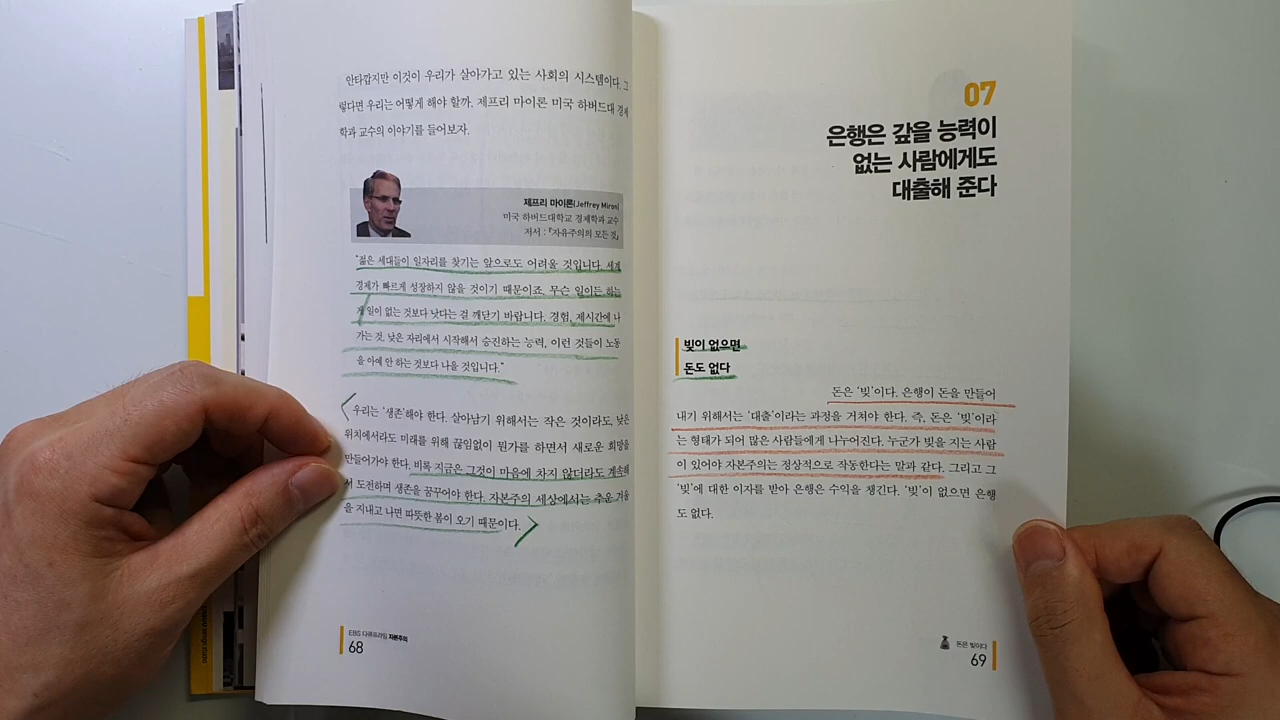 안타깝지만 이것이 우리가 살아가고 있는 사회의 시스템이다. 그
렇다면 우리는 어떻게 해야 할까. 제프리 마이론 미국 하버드대 경제
학과 교수의 이야기를 들어보자.
제프리 마이론(Jeffrey Miron)
미국 하버드대학교 경제학과 교수
저서 : 『자유주의의 모든 것』
“젊은 세대들이 일자리를 찾기는 앞으로도 어려울 것입니다. 세계
경제가 빠르게 성장하지 않을 것이기 때문이죠. 무슨 일이든 하는
게 일이 없는 것보다 낫다는 걸 깨닫기 바랍니다. 경험, 제시간에 나
가는 것, 낮은 자리에서 시작해서 승진하는 능력, 이런 것들이 노동
을 아예 안 하는 것보다 나을 것입니다.”
우리는 ‘생존’해야 한다. 살아남기 위해서는 작은 것이라도, 낮은
위치에서라도 미래를 위해 끊임없이 뭔가를 하면서 새로운 희망을
만들어가야 한다. 비록 지금은 그것이 마음에 차지 않더라도 계속해
서 도전하며 생존을 꿈꾸어야 한다. 자본주의 세상에서는 추운 겨울
을 지내고 나면 따뜻한 봄이 오기 때문이다.
EBS 다큐프라임 자본주의
68
07
은행은 갚을 능력이
없는 사람에게도
대출해 준다
빚이 없으면
돈도 없다
돈은 ‘빚’이다. 은행이 돈을 만들어
내기 위해서는 ‘대출’이라는 과정을 거쳐야 한다. 즉, 돈은 ‘빚’이라
는 형태가 되어 많은 사람들에게 나누어진다. 누군가 빚을 지는 사람
이 있어야 자본주의는 정상적으로 작동한다는 말과 같다. 그리고 그
‘빚’에 대한 이자를 받아 은행은 수익을 챙긴다. ‘빚’이 없으면 은행
도 없다.
돈은 빚이다
69